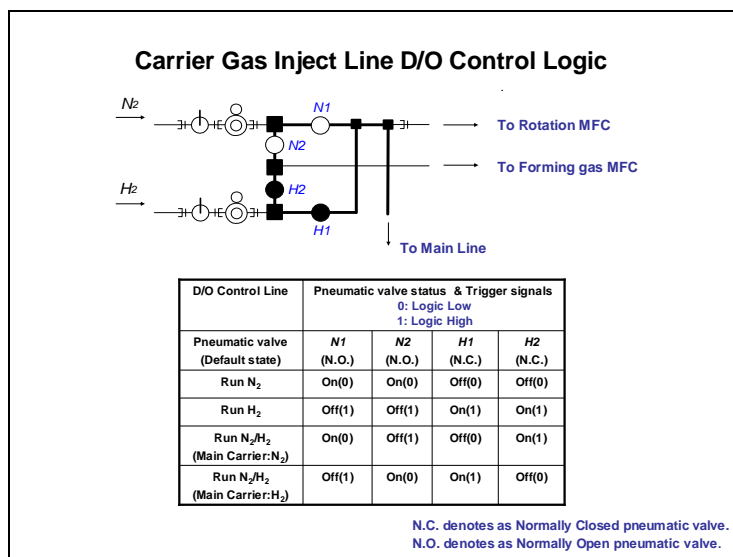 Carrier Gas Inject Line D/O Control Logic
N2
N1
To Rotation MFC
N2
To Forming gas MFC
H2
H2
H1
To Main Line
D/O Control Line
Pneumatic valve status & Trigger signals
0: Logic Low
1: Logic High
Pneumatic valve
(Default state)
N1
(N.O.)
N2
(N.O.)
H1
(N.C.)
H2
(N.C.)
Run N₂
On(0)
On(0)
Off(0)
Off(0)
Run H₂
Off(1)
Off(1)
On(1)
On(1)
Run N₂/H₂
(Main Carrier:N₂)
On(0)
Off(1)
Off(0)
On(1)
Run N₂/H₂
(Main Carrier:H₂)
Off(1)
On(0)
On(1)
Off(0)
N.C. denotes as Normally Closed pneumatic valve.
N.O. denotes as Normally Open pneumatic valve.